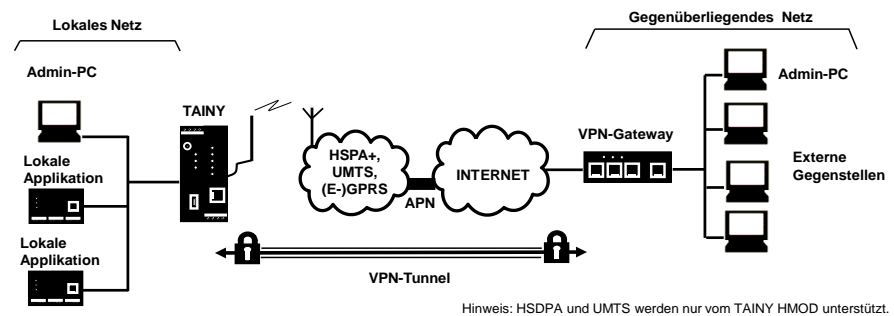 Lokales Netz
Gegenüberliegendes Netz
Admin-PC
TAINY
Admin-PC
VPN-Gateway
HSPA+,
UMTS,
(E-)GPRS
INTERNET
APN
Lokale
Applikation
Externe
Gegenstellen
Lokale
Applikation
VPN-Tunnel
Hinweis: HSDPA und UMTS werden nur vom TAINY HMOD unterstützt.